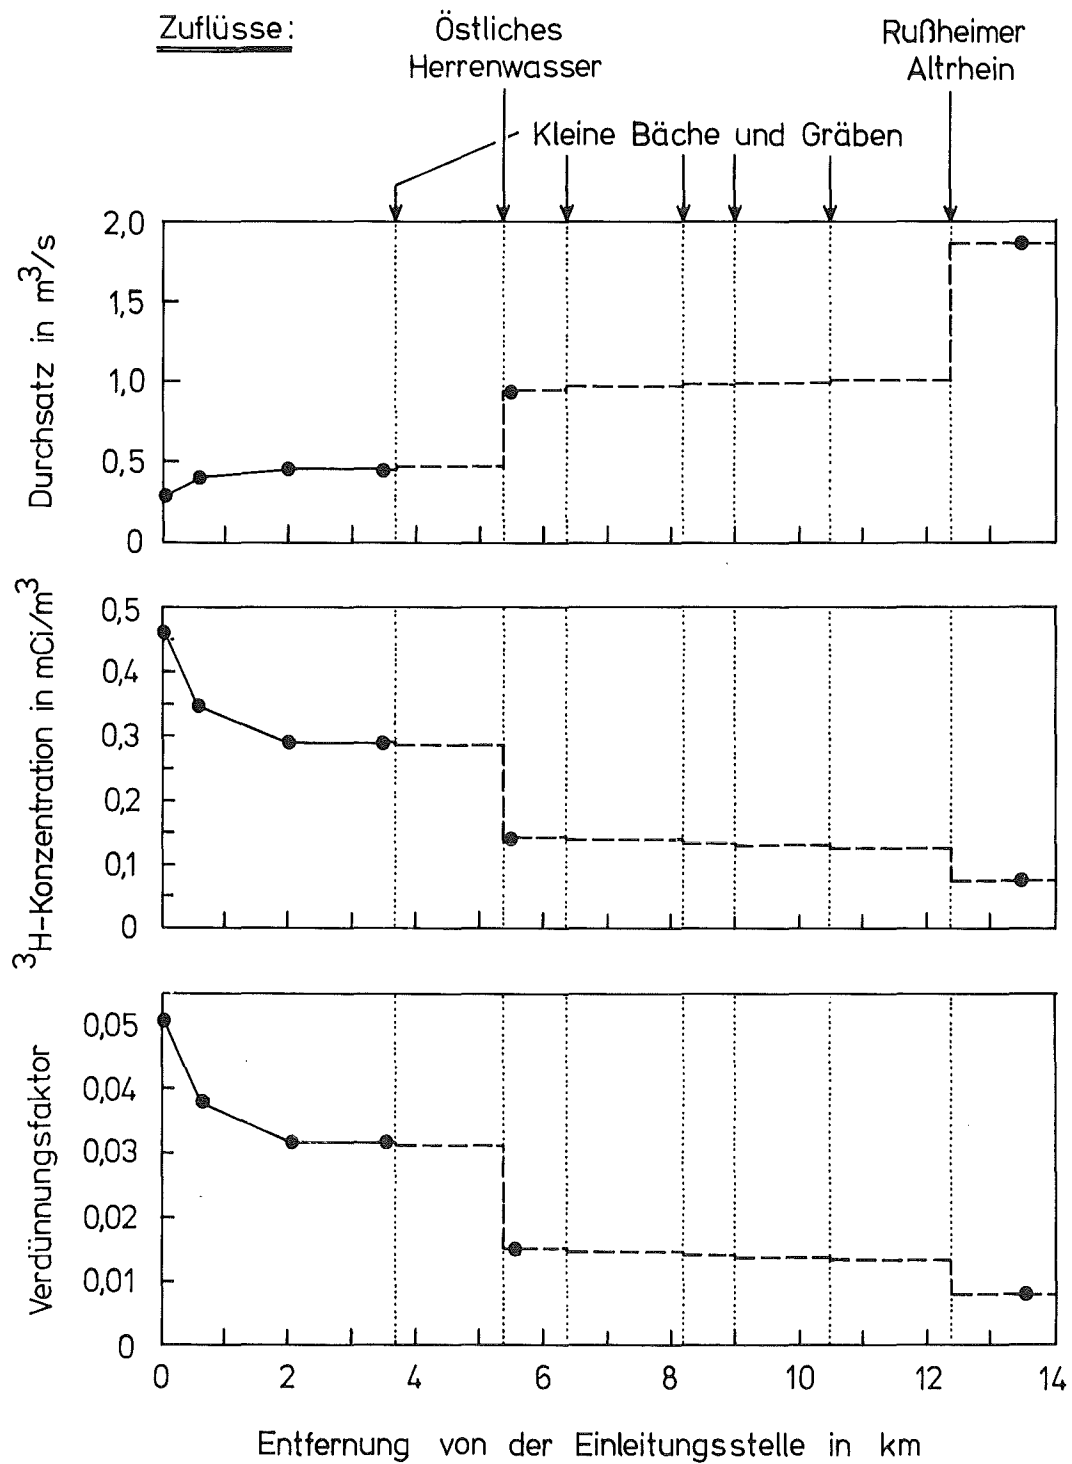 Zuflüsse:
Östliches
Herrenwasser
Rußheimer
Altrhein
Kleine Bäche und Gräben
Durchsatz in m³/s
2,0
1,5
1,0
0,5
0
³H-Konzentration in mCi/m³
0,5
0,4
0,3
0,2
0,1
0
Verdünnungsfaktor
0,05
0,04
0,03
0,02
0,01
0
0 2 4 6 8 10 12 14
Entfernung von der Einleitungsstelle in km